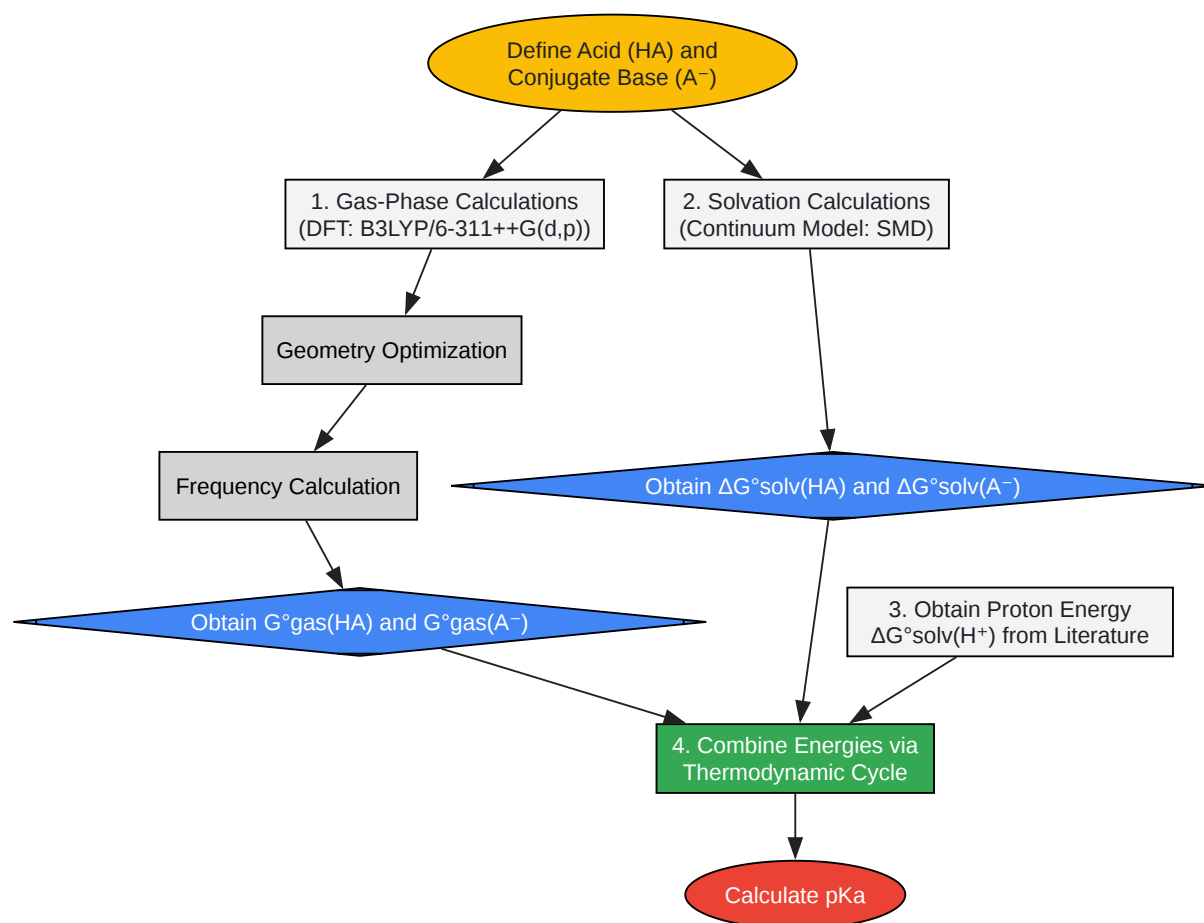 Define Acid (HA) and
Conjugate Base (A⁻)
1. Gas-Phase Calculations
(DFT: B3LYP/6-311++G(d,p))
2. Solvation Calculations
(Continuum Model: SMD)
Geometry Optimization
Frequency Calculation
Obtain ΔG°solv(HA) and ΔG°solv(A⁻)
Obtain G°gas(HA) and G°gas(A⁻)
3. Obtain Proton Energy
ΔG°solv(H⁺) from Literature
4. Combine Energies via
Thermodynamic Cycle
Calculate pKa